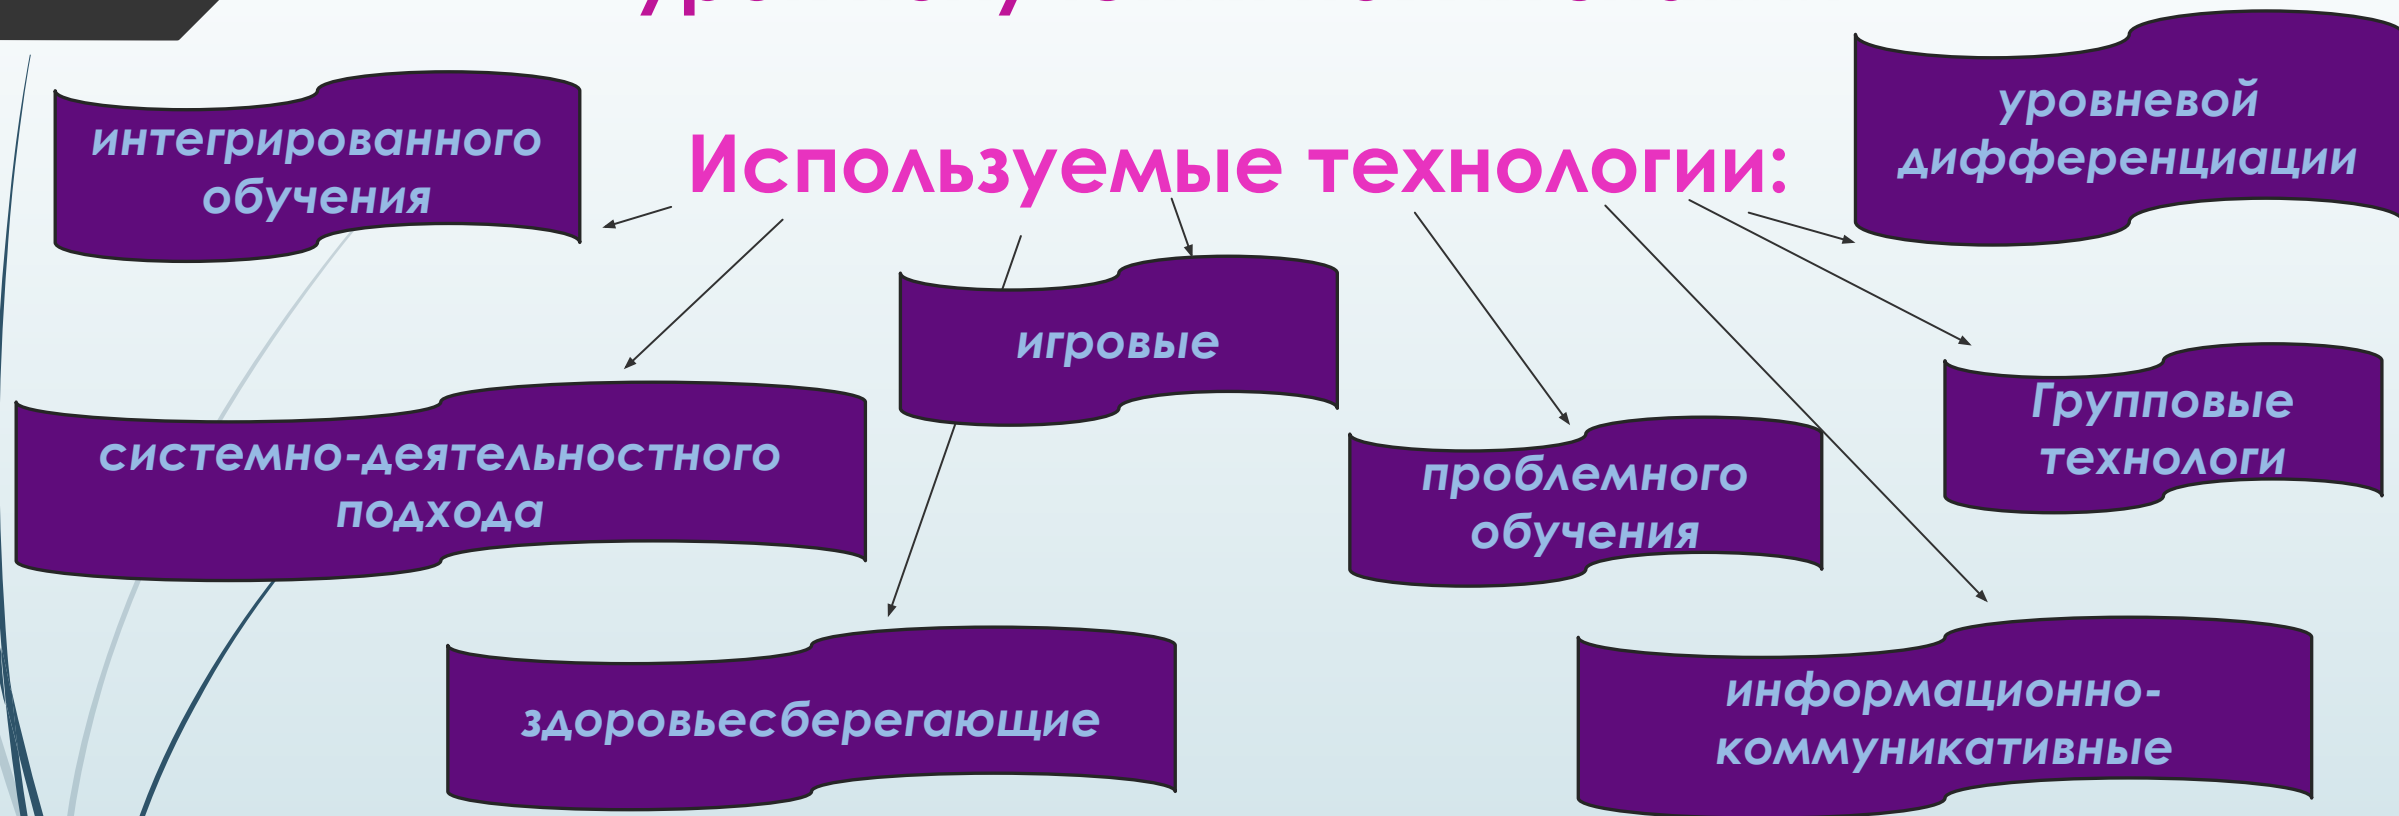 Используемые технологии:
интегрированного
обучения
уровневой
дифференциации
игровые
системно-деятельностного
подхода
проблемного
обучения
Групповые
технологи
здоровьесберегающие
информационно-
коммуникативные